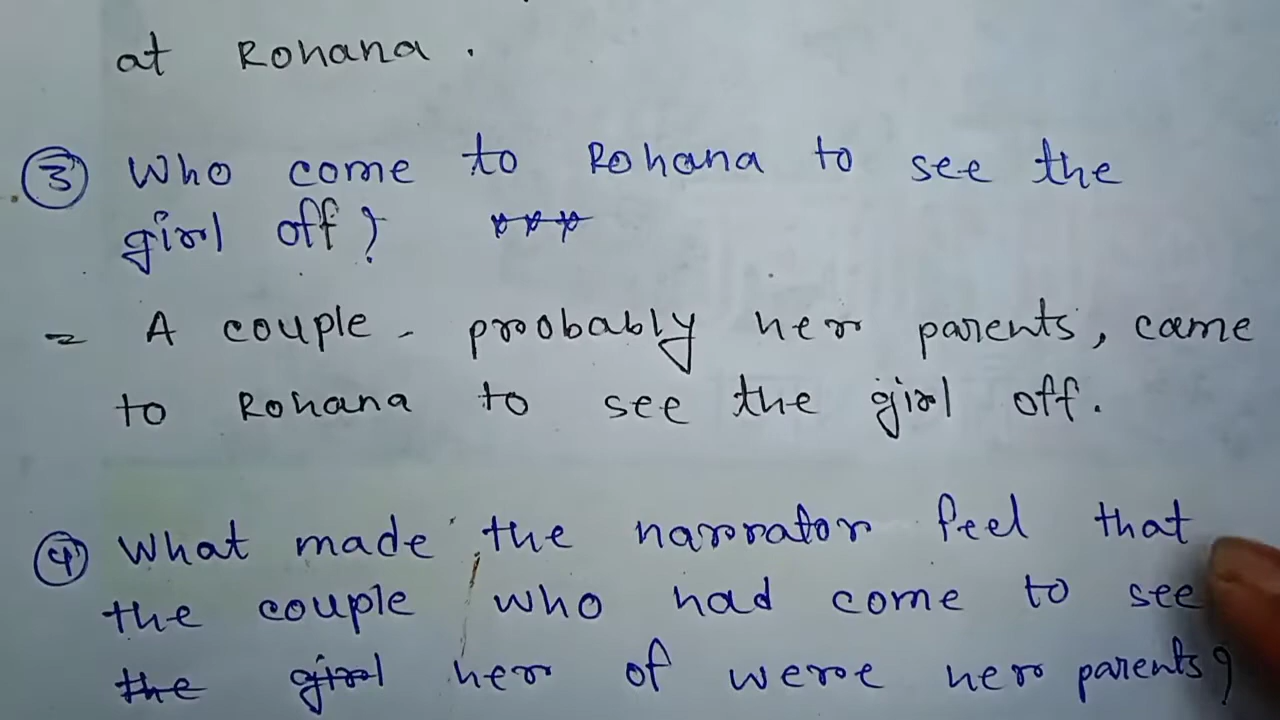 at Rohana.
③ Who come to Rohana to see the
girl off? ***
= A couple - probably her parents, came
to Rohana to see the girl off.
④ What made the narrator feel that
the couple who had come to see
the girl her of were her parents?